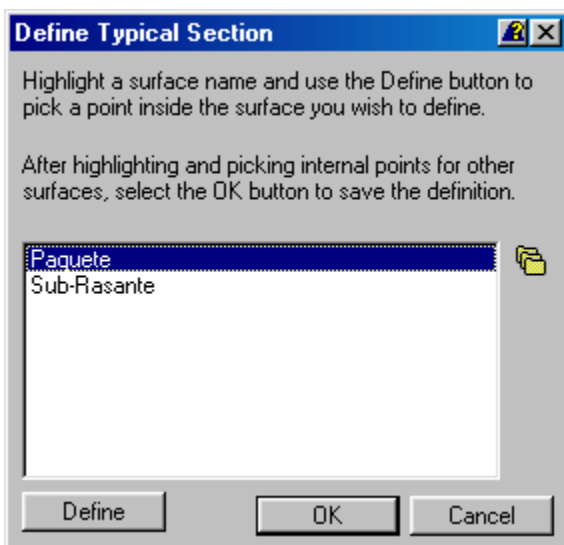 Define Typical Section
Highlight a surface name and use the Define button to
pick a point inside the surface you wish to define.
After highlighting and picking internal points for other
surfaces, select the OK button to save the definition.
Paquete
Sub-Rasante
Define
OK
Cancel